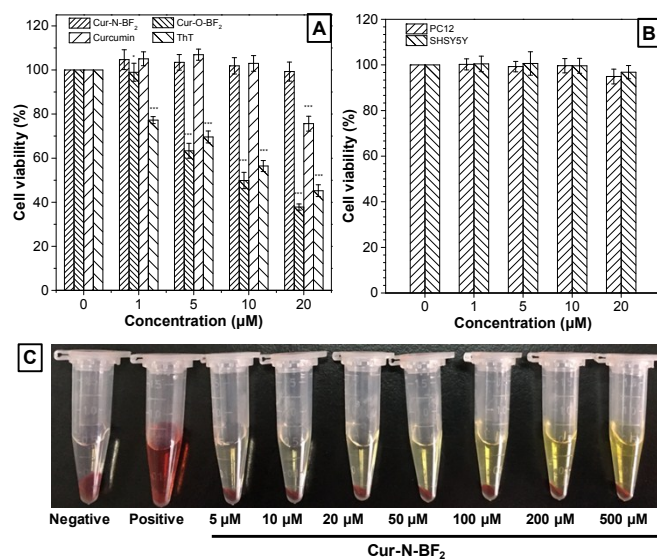 Cur-N-BF2 Cur-O-BF2
Curcumin ThT
A
Cell viability (%)
140
120
100
80
60
40
20
0
*
***
***
***
***
***
***
***
***
0 1 5 10 20
Concentration (μM)
PC12
SHSY5Y
B
Cell viability (%)
120
100
80
60
40
20
0
0 1 5 10 20
Concentration (μM)
C
Negative Positive 5 μM 10 μM 20 μM 50 μM 100 μM 200 μM 500 μM
Cur-N-BF2